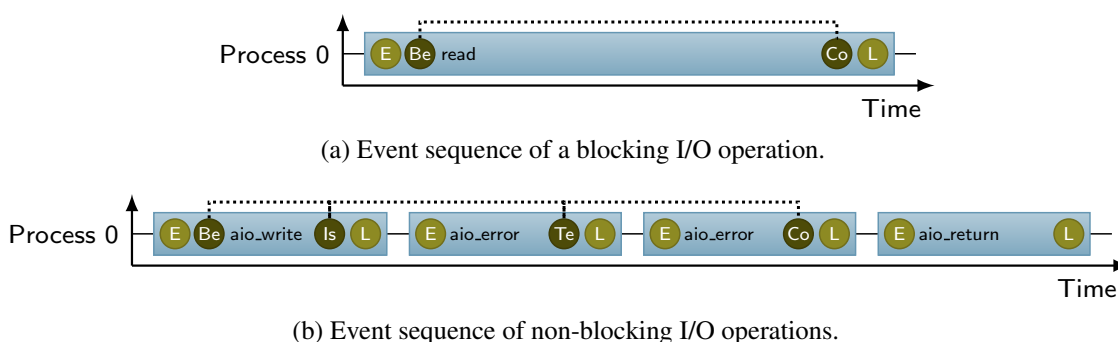 Process 0 E Be read Co L
Time
(a) Event sequence of a blocking I/O operation.
Process 0 E Be aio_write Is L E aio_error Te L E aio_error Co L E aio_return L
Time
(b) Event sequence of non-blocking I/O operations.